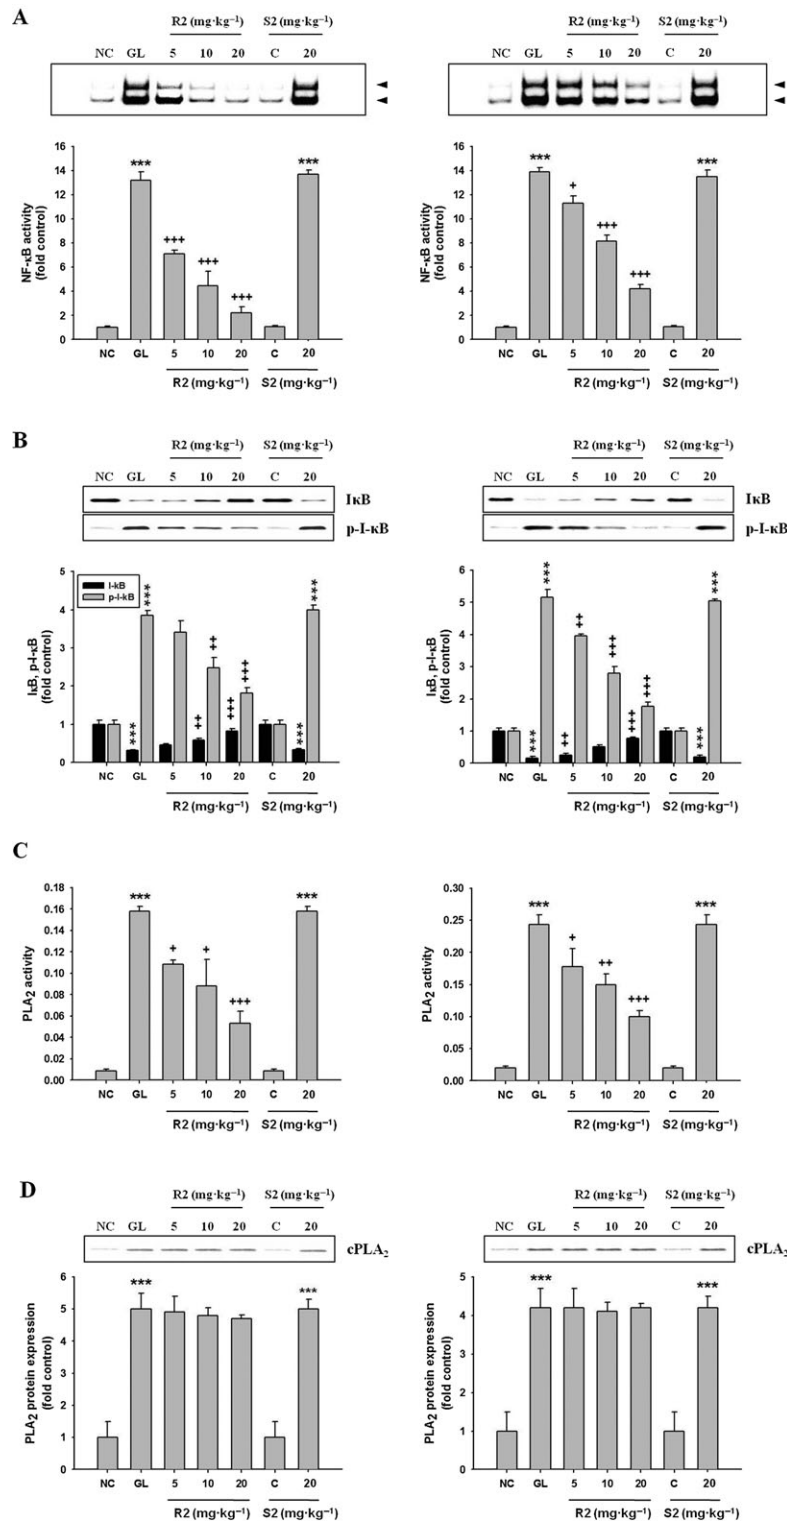 A
R2 (mg·kg⁻¹) S2 (mg·kg⁻¹)
NC GL 5 10 20 C 20
NF-κB activity
(fold control)
16
14
12
10
8
6
4
2
0
*** +++ +++ +++ ***
NC GL 5 10 20 C 20
R2 (mg·kg⁻¹) S2 (mg·kg⁻¹)
R2 (mg·kg⁻¹) S2 (mg·kg⁻¹)
NC GL 5 10 20 C 20
NF-κB activity
(fold control)
16
14
12
10
8
6
4
2
0
*** + +++ +++ ***
NC GL 5 10 20 C 20
R2 (mg·kg⁻¹) S2 (mg·kg⁻¹)
B
R2 (mg·kg⁻¹) S2 (mg·kg⁻¹)
NC GL 5 10 20 C 20
IκB
p-I-κB
IκB, p-I-κB
(fold control)
5
4
3
2
1
0
I-kB
p-I-kB
*** *** ++ ++ +++ +++ *** ***
NC GL 5 10 20 C 20
R2 (mg·kg⁻¹) S2 (mg·kg⁻¹)
R2 (mg·kg⁻¹) S2 (mg·kg⁻¹)
NC GL 5 10 20 C 20
IκB
p-I-κB
IκB, p-I-κB
(fold control)
6
5
4
3
2
1
0
*** *** ++ ++ +++ +++ +++ *** ***
NC GL 5 10 20 C 20
R2 (mg·kg⁻¹) S2 (mg·kg⁻¹)
C
PLA₂ activity
0.18
0.16
0.14
0.12
0.10
0.08
0.06
0.04
0.02
0.00
*** + + +++ ***
NC GL 5 10 20 C 20
R2 (mg·kg⁻¹) S2 (mg·kg⁻¹)
PLA₂ activity
0.30
0.25
0.20
0.15
0.10
0.05
0.00
*** + ++ +++ ***
NC GL 5 10 20 C 20
R2 (mg·kg⁻¹) S2 (mg·kg⁻¹)
D
R2 (mg·kg⁻¹) S2 (mg·kg⁻¹)
NC GL 5 10 20 C 20
cPLA₂
PLA₂ protein expression
(fold control)
6
5
4
3
2
1
0
*** ***
NC GL 5 10 20 C 20
R2 (mg·kg⁻¹) S2 (mg·kg⁻¹)
R2 (mg·kg⁻¹) S2 (mg·kg⁻¹)
NC GL 5 10 20 C 20
cPLA₂
PLA₂ protein expression
(fold control)
5
4
3
2
1
0
*** ***
NC GL 5 10 20 C 20
R2 (mg·kg⁻¹) S2 (mg·kg⁻¹)